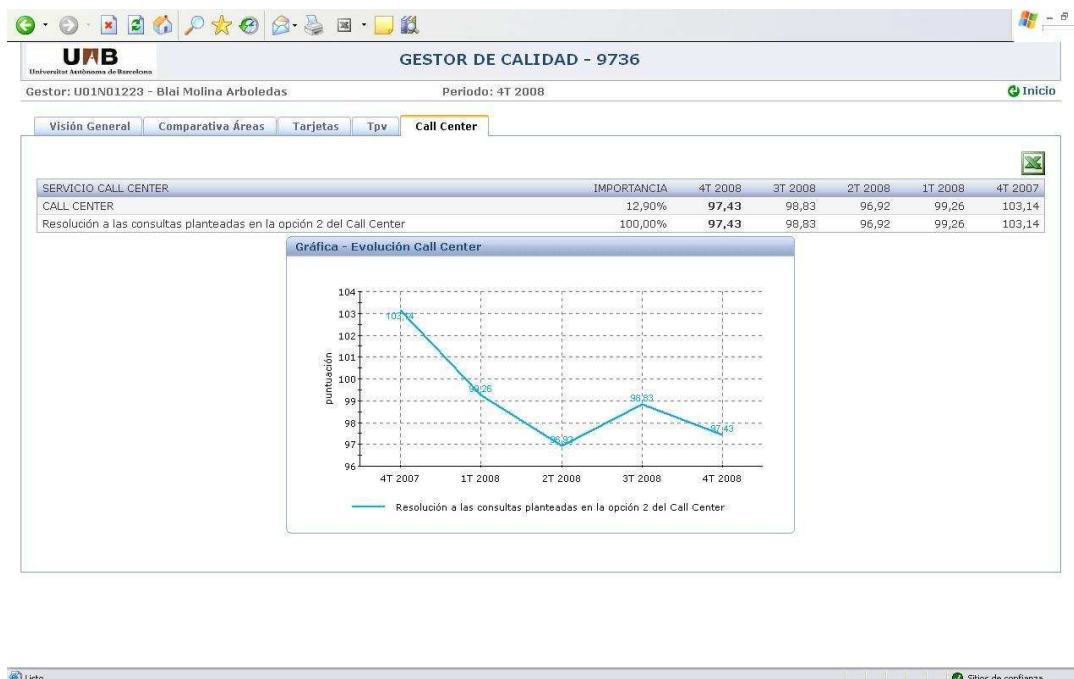 UAB
Universitat Autònoma de Barcelona
GESTOR DE CALIDAD - 9736
Gestor: U01N01223 - Blai Molina Arboledas Periodo: 4T 2008 Inicio
Visión General Comparativa Áreas Tarjetas Tpv Call Center
SERVICIO CALL CENTER IMPORTANCIA 4T 2008 3T 2008 2T 2008 1T 2008 4T 2007
CALL CENTER 12,90% 97,43 98,83 96,92 99,26 103,14
Resolución a las consultas planteadas en la opción 2 del Call Center 100,00% 97,43 98,83 96,92 99,26 103,14
Gráfica - Evolución Call Center
puntuación
104
103
102
101
100
99
98
97
96
103,14
99,26
96,92
98,83
97,43
4T 2007 1T 2008 2T 2008 3T 2008 4T 2008
Resolución a las consultas planteadas en la opción 2 del Call Center
Listo Sitios de confianza